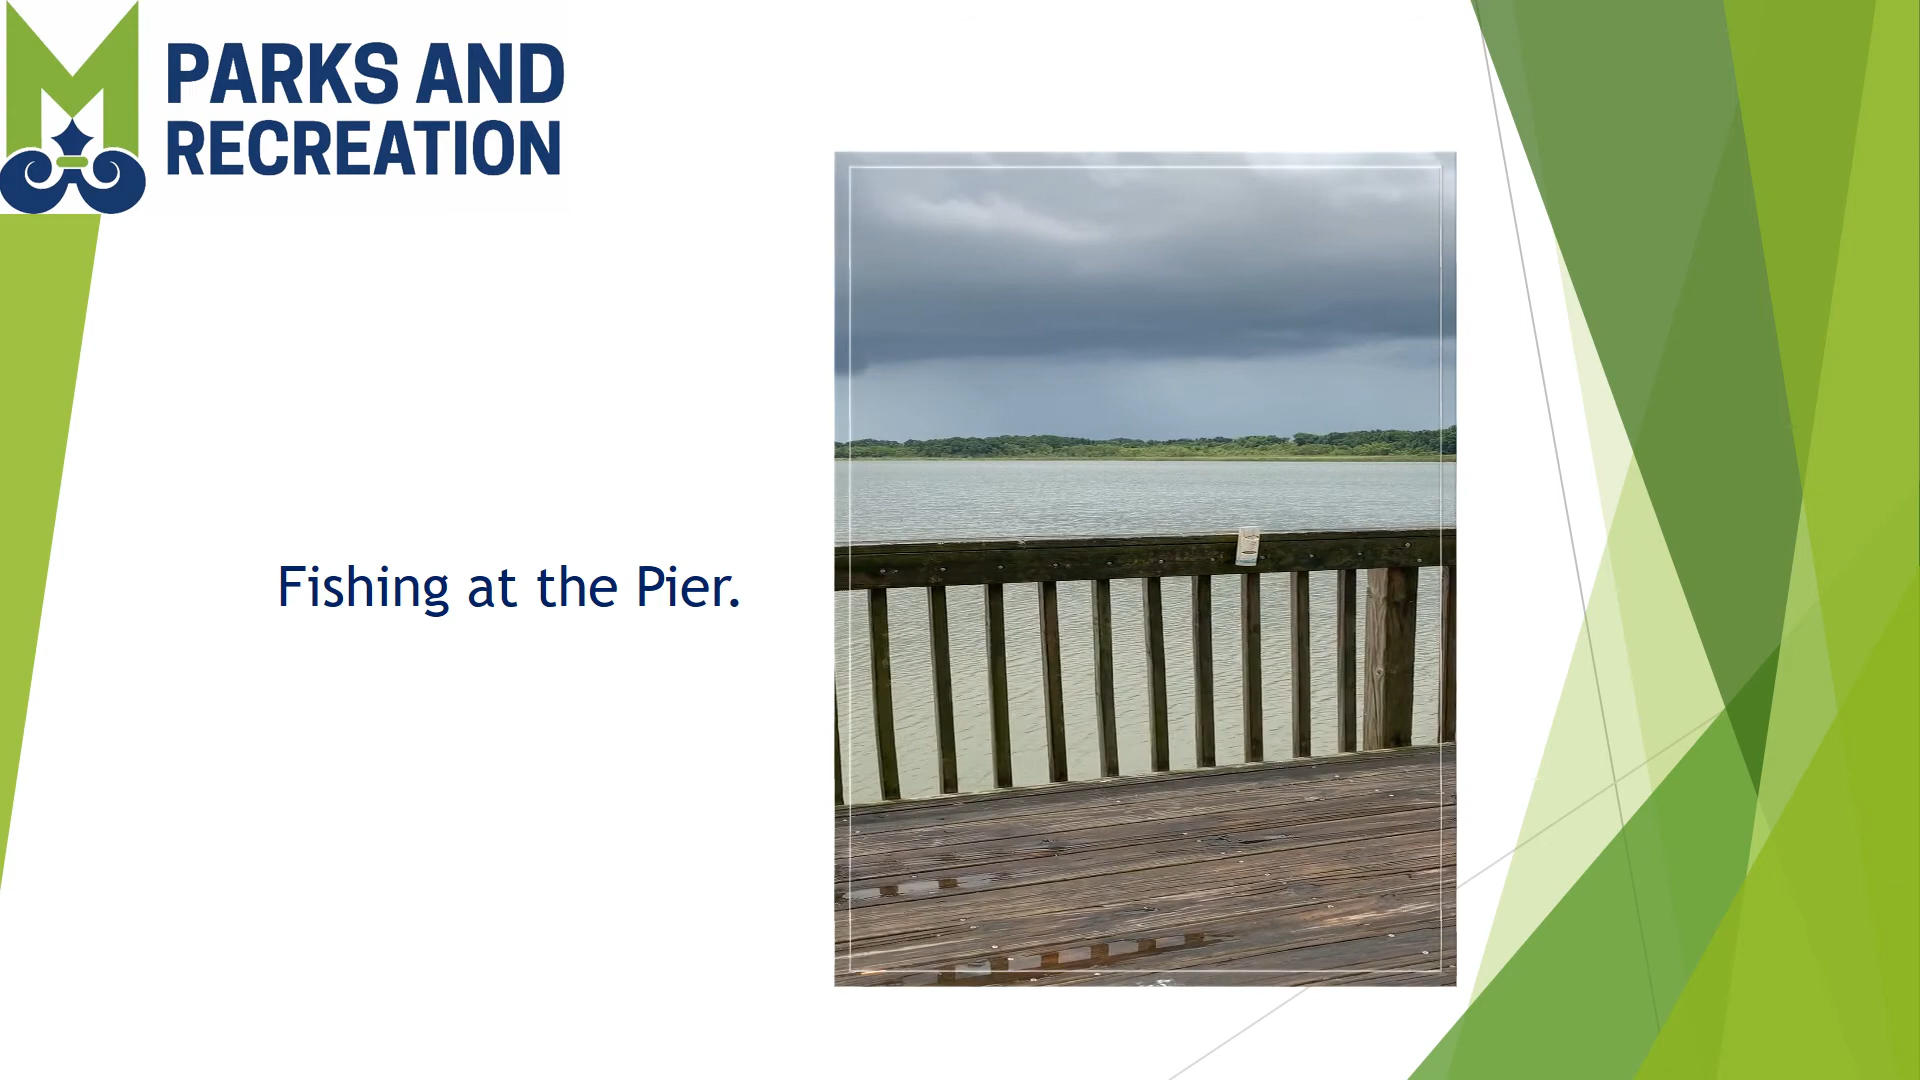 PARKS AND
RECREATION
Fishing at the Pier.